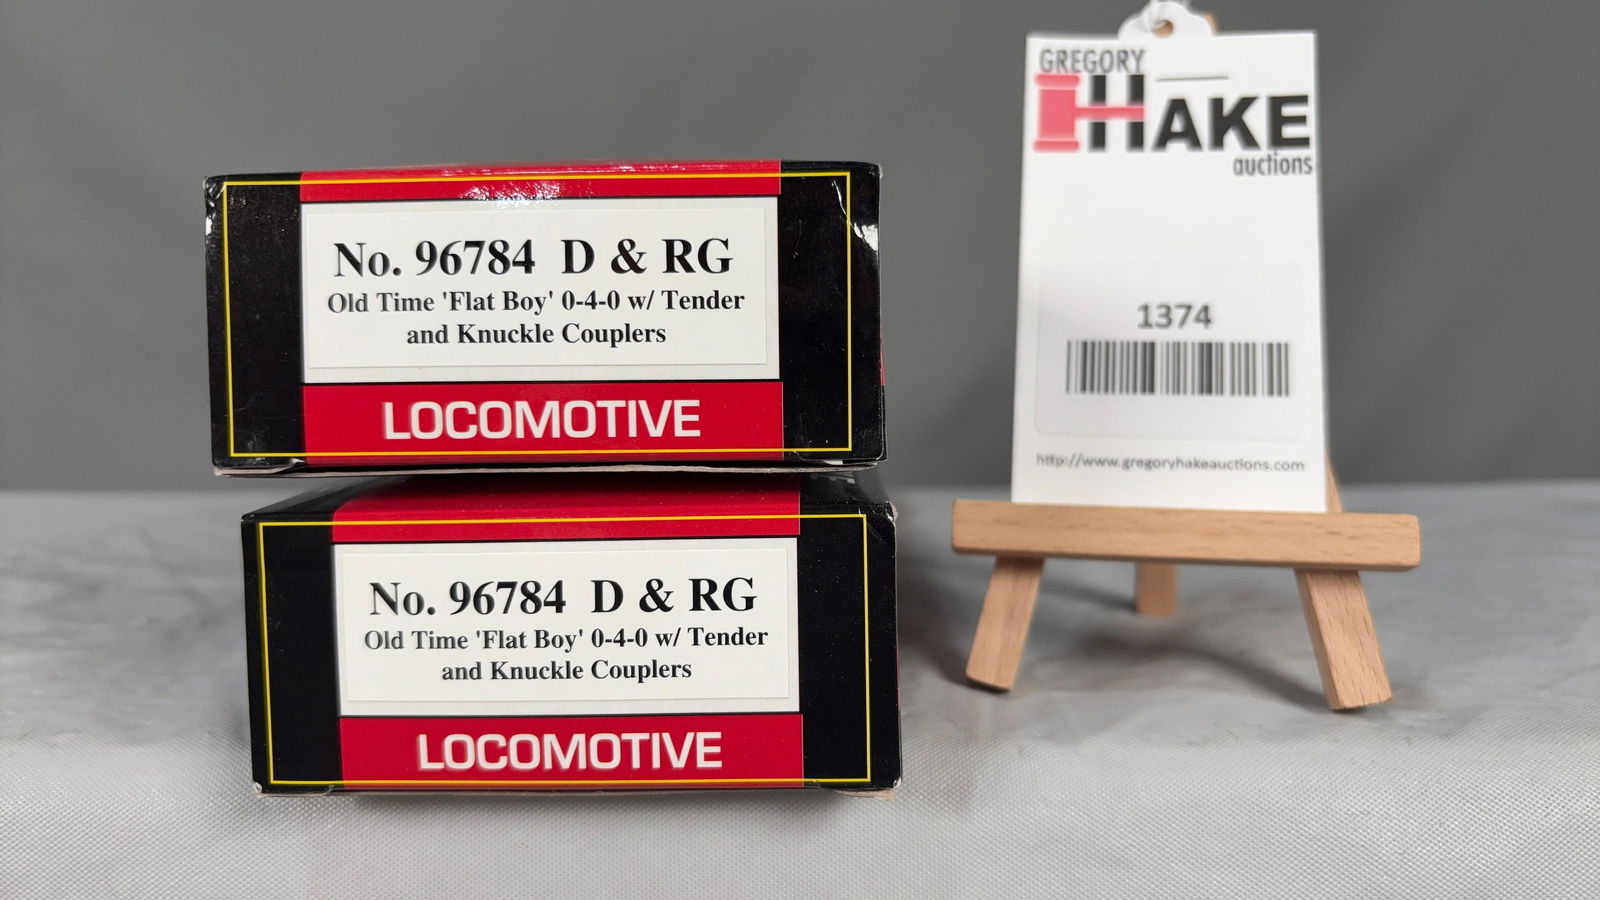 No. 96784 D & RG
Old Time 'Flat Boy' 0-4-0 w/ Tender
and Knuckle Couplers
LOCOMOTIVE
No. 96784 D & RG
Old Time 'Flat Boy' 0-4-0 w/ Tender
and Knuckle Couplers
LOCOMOTIVE
GREGORY
HAKE
auctions
1374
http://www.gregoryhakeauctions.com